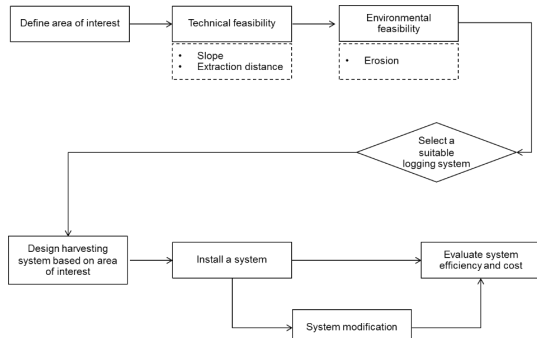 Define area of interest
Technical feasibility
Environmental
feasibility
• Slope
• Extraction distance
• Erosion
Select a
suitable
logging system
Design harvesting
system based on area
of interest
Install a system
Evaluate system
efficiency and cost
System modification